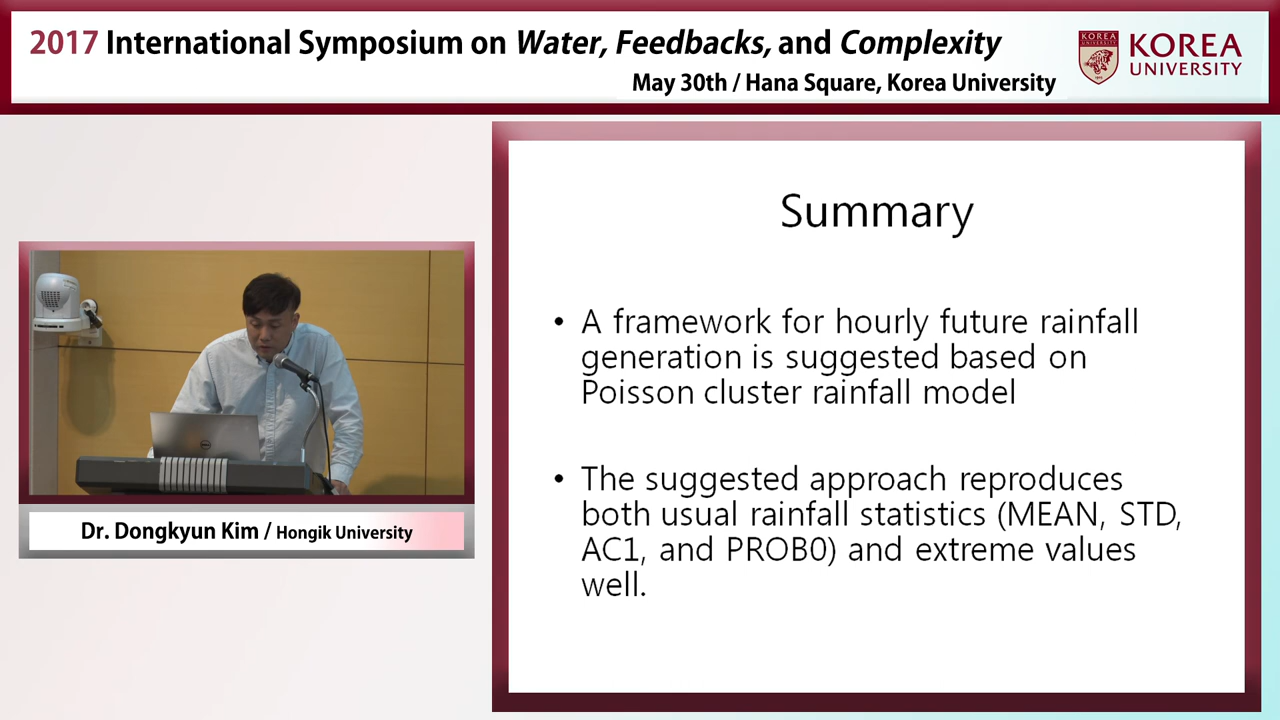 2017 International Symposium on Water, Feedbacks, and Complexity
May 30th / Hana Square, Korea University
KOREA
UNIVERSITY
Summary
• A framework for hourly future rainfall
generation is suggested based on
Poisson cluster rainfall model
• The suggested approach reproduces
both usual rainfall statistics (MEAN, STD,
AC1, and PROB0) and extreme values
well.
Dr. Dongkyun Kim / Hongik University